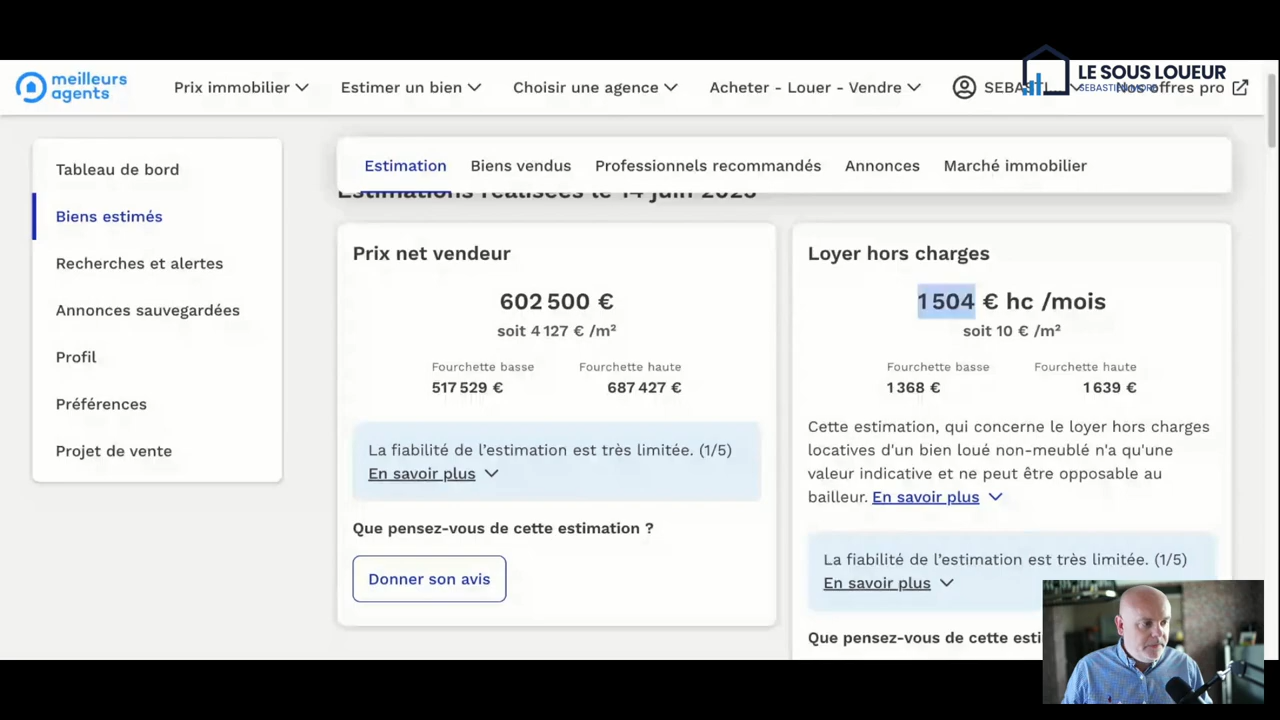 meilleurs
agents
Prix immobilier
Estimer un bien
Choisir une agence
Acheter - Louer - Vendre
LE SOUS LOUEUR
Nos offres pro
Tableau de bord
Biens estimés
Recherches et alertes
Annonces sauvegardées
Profil
Préférences
Projet de vente
Estimation
Biens vendus
Professionnels recommandés
Annonces
Marché immobilier
Estimations réalisées le 14 juin 2025
Prix net vendeur
602 500 €
soit 4 127 € /m²
Fourchette basse
Fourchette haute
517 529 €
687 427 €
La fiabilité de l’estimation est très limitée. (1/5)
En savoir plus
Que pensez-vous de cette estimation ?
Donner son avis
Loyer hors charges
1 504 € hc /mois
soit 10 € /m²
Fourchette basse
Fourchette haute
1 368 €
1 639 €
Cette estimation, qui concerne le loyer hors charges
locatives d'un bien loué non-meublé n'a qu'une
valeur indicative et ne peut être opposable au
bailleur. En savoir plus
La fiabilité de l’estimation est très limitée. (1/5)
En savoir plus
Que pensez-vous de cette esti